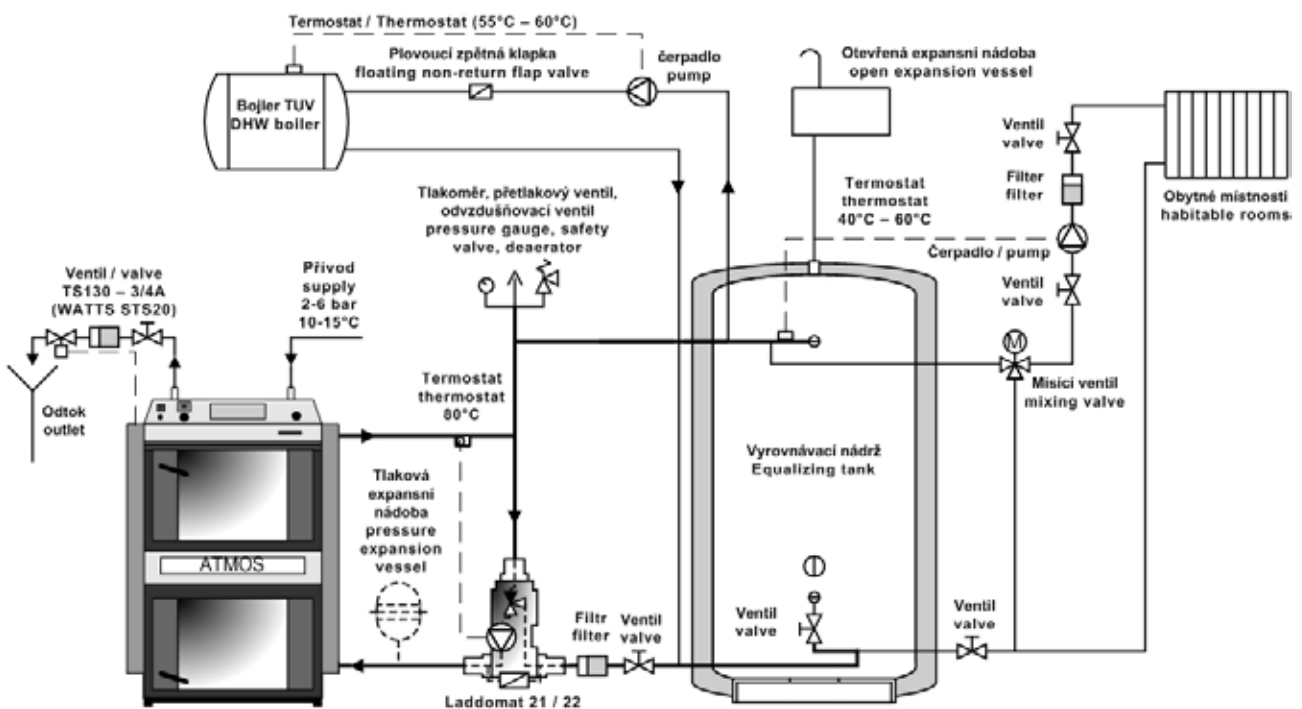 Termostat / Thermostat (55°C – 60°C)
Plovoucí zpětná klapka
floating non-return flap valve
čerpadlo
pump
Bojler TUV
DHW boiler
Otevřená expansní nádoba
open expansion vessel
Ventil
valve
Filter
filter
Obytné místnosti
habitable rooms
Termostat
thermostat
40°C – 60°C
Čerpadlo / pump
Ventil
valve
Tlakoměr, přetlakový ventil,
odvzdušňovací ventil
pressure gauge, safety
valve, deaerator
Ventil / valve
TS130 – 3/4A
(WATTS STS20)
Přívod
supply
2-6 bar
10-15°C
Odtok
outlet
Termostat
thermostat
80°C
M
Misící ventil
mixing valve
Vyrovnávací nádrž
Equalizing tank
Tlaková
expansní
nádoba
pressure
expansion
vessel
ATMOS
Filtr
filter
Ventil
valve
Ventil
valve
Ventil
valve
Laddomat 21 / 22